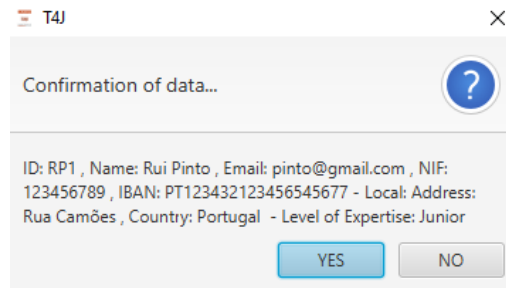 T4J
Confirmation of data...
?
ID: RP1 , Name: Rui Pinto , Email: pinto@gmail.com , NIF:
123456789 , IBAN: PT123432123456545677 - Local: Address:
Rua Camões , Country: Portugal  - Level of Expertise: Junior
YES
NO